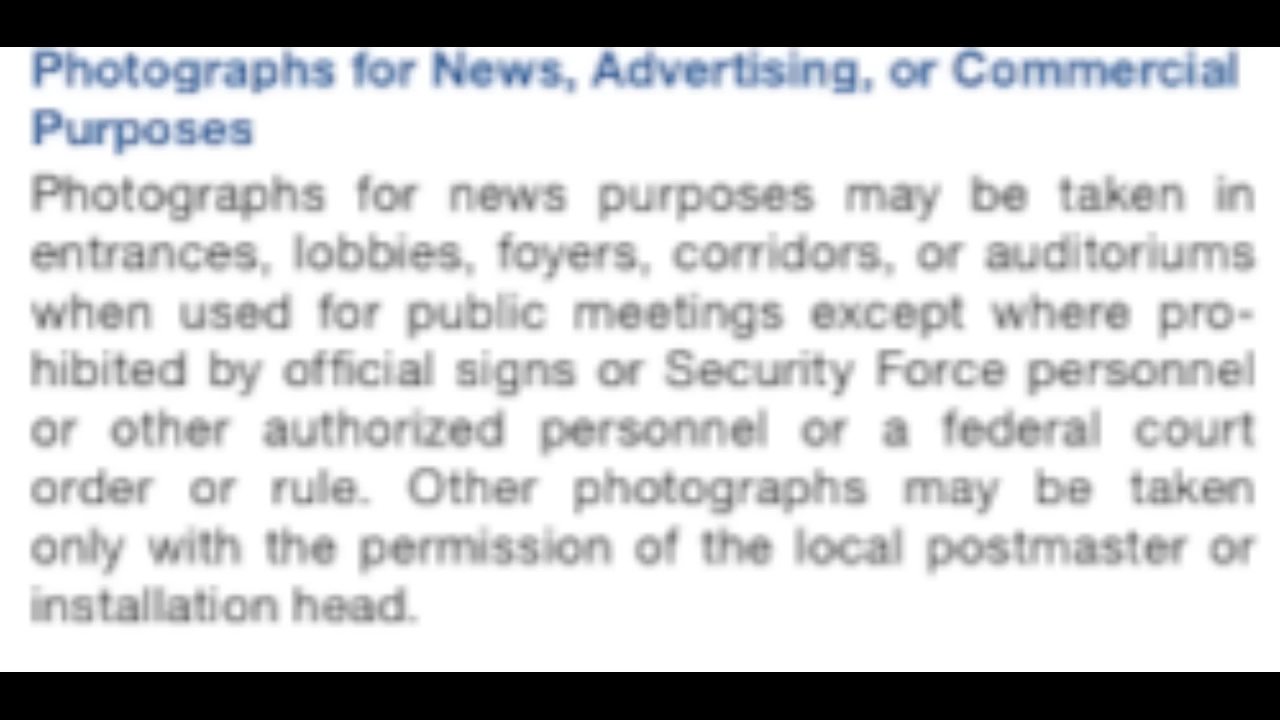 Photographs for News, Advertising, or Commercial
Purposes
Photographs for news purposes may be taken in
entrances, lobbies, foyers, corridors, or auditoriums
when used for public meetings except where pro-
hibited by official signs or Security Force personnel
or other authorized personnel or a federal court
order or rule. Other photographs may be taken
only with the permission of the local postmaster or
installation head.